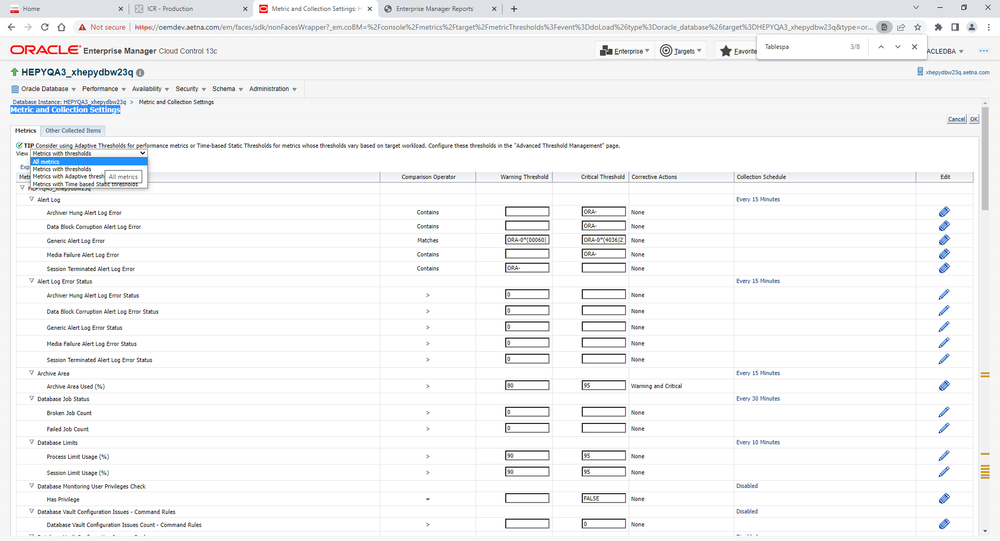 Home
ICR - Production
Metric and Collection Settings: H
Enterprise Manager Reports
Not secure https://oemdev.aetna.com/em/faces/sdk/nonFacesWrapper?_em.coBM=%2Fconsole%2Fmetrics%2Ftarget%2FmetricThresholds%3Fevent%3DdoLoad%26type%3Doracle_database%26target%3DHEPYQA3_xhepydbw23q&type=or...
Tablespa 3/8
ORACLE Enterprise Manager Cloud Control 13c
Enterprise Targets Favorite ACLEDBA
HEPYQA3_xhepydbw23q
xhepydbw23q.aetna.com
Oracle Database Performance Availability Security Schema Administration
Database Instance: HEPYQA3_xhepydbw23q > Metric and Collection Settings
Metric and Collection Settings
Cancel OK
Metrics Other Collected Items
TIP Consider using Adaptive Thresholds for performance metrics or Time-based Static Thresholds for metrics whose thresholds vary based on target workload. Configure these thresholds in the "Advanced Threshold Management" page.
View Metrics with thresholds
All metrics
Metrics with thresholds
Metrics with Adaptive thresh
Metrics with Time based Static thresholds
All metrics
Exp
Metr Comparison Operator Warning Threshold Critical Threshold Corrective Actions Collection Schedule Edit
HEPYQA3_xhepydbw23q
Alert Log Every 15 Minutes
Archiver Hung Alert Log Error Contains ORA- None
Data Block Corruption Alert Log Error Contains ORA- None
Generic Alert Log Error Matches ORA-0*(00060| ORA-0*(4036|2 None
Media Failure Alert Log Error Contains ORA- None
Session Terminated Alert Log Error Contains ORA- None
Alert Log Error Status Every 15 Minutes
Archiver Hung Alert Log Error Status > 0 None
Data Block Corruption Alert Log Error Status > 0 None
Generic Alert Log Error Status > 0 None
Media Failure Alert Log Error Status > 0 None
Session Terminated Alert Log Error Status > 0 None
Archive Area Every 15 Minutes
Archive Area Used (%) > 80 95 Warning and Critical
Database Job Status Every 30 Minutes
Broken Job Count > 0 None
Failed Job Count > 0 None
Database Limits Every 10 Minutes
Process Limit Usage (%) > 90 95 None
Session Limit Usage (%) > 90 95 None
Database Monitoring User Privileges Check Disabled
Has Privilege = FALSE None
Database Vault Configuration Issues - Command Rules Disabled
Database Vault Configuration Issues Count - Command Rules > 0 None